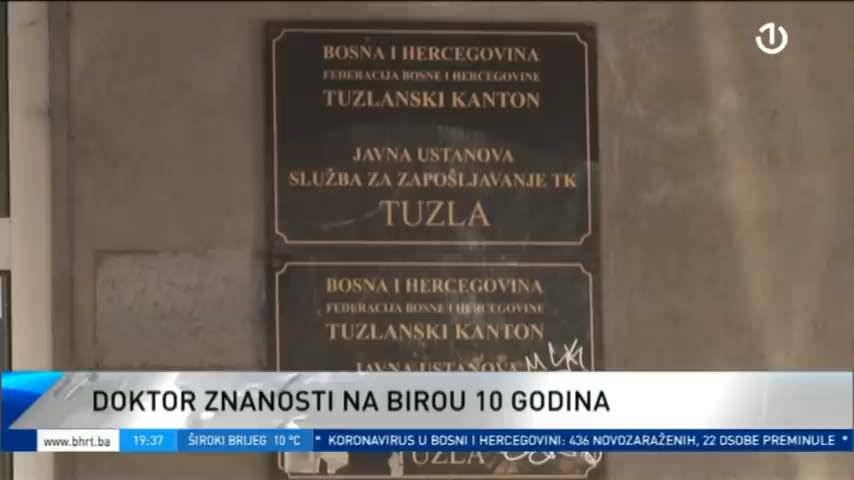 BOSNA I HERCEGOVINA
FEDERACIJA BOSNE I HERCEGOVINE
TUZLANSKI KANTON
JAVNA USTANOVA
SLUŽBA ZA ZAPOŠLJAVANJE TK
TUZLA
BOSNA I HERCEGOVINA
FEDERACIJA BOSNE I HERCEGOVINE
TUZLANSKI KANTON
JAVNA USTANOVA
DOKTOR ZNANOSTI NA BIROU 10 GODINA
www.bhrt.ba 19:37 ŠIROKI BRIJEG 10 °C * KORONAVIRUS U BOSNI I HERCEGOVINI: 436 NOVOZARAŽENIH, 22 OSOBE PREMINULE *
TUZLA